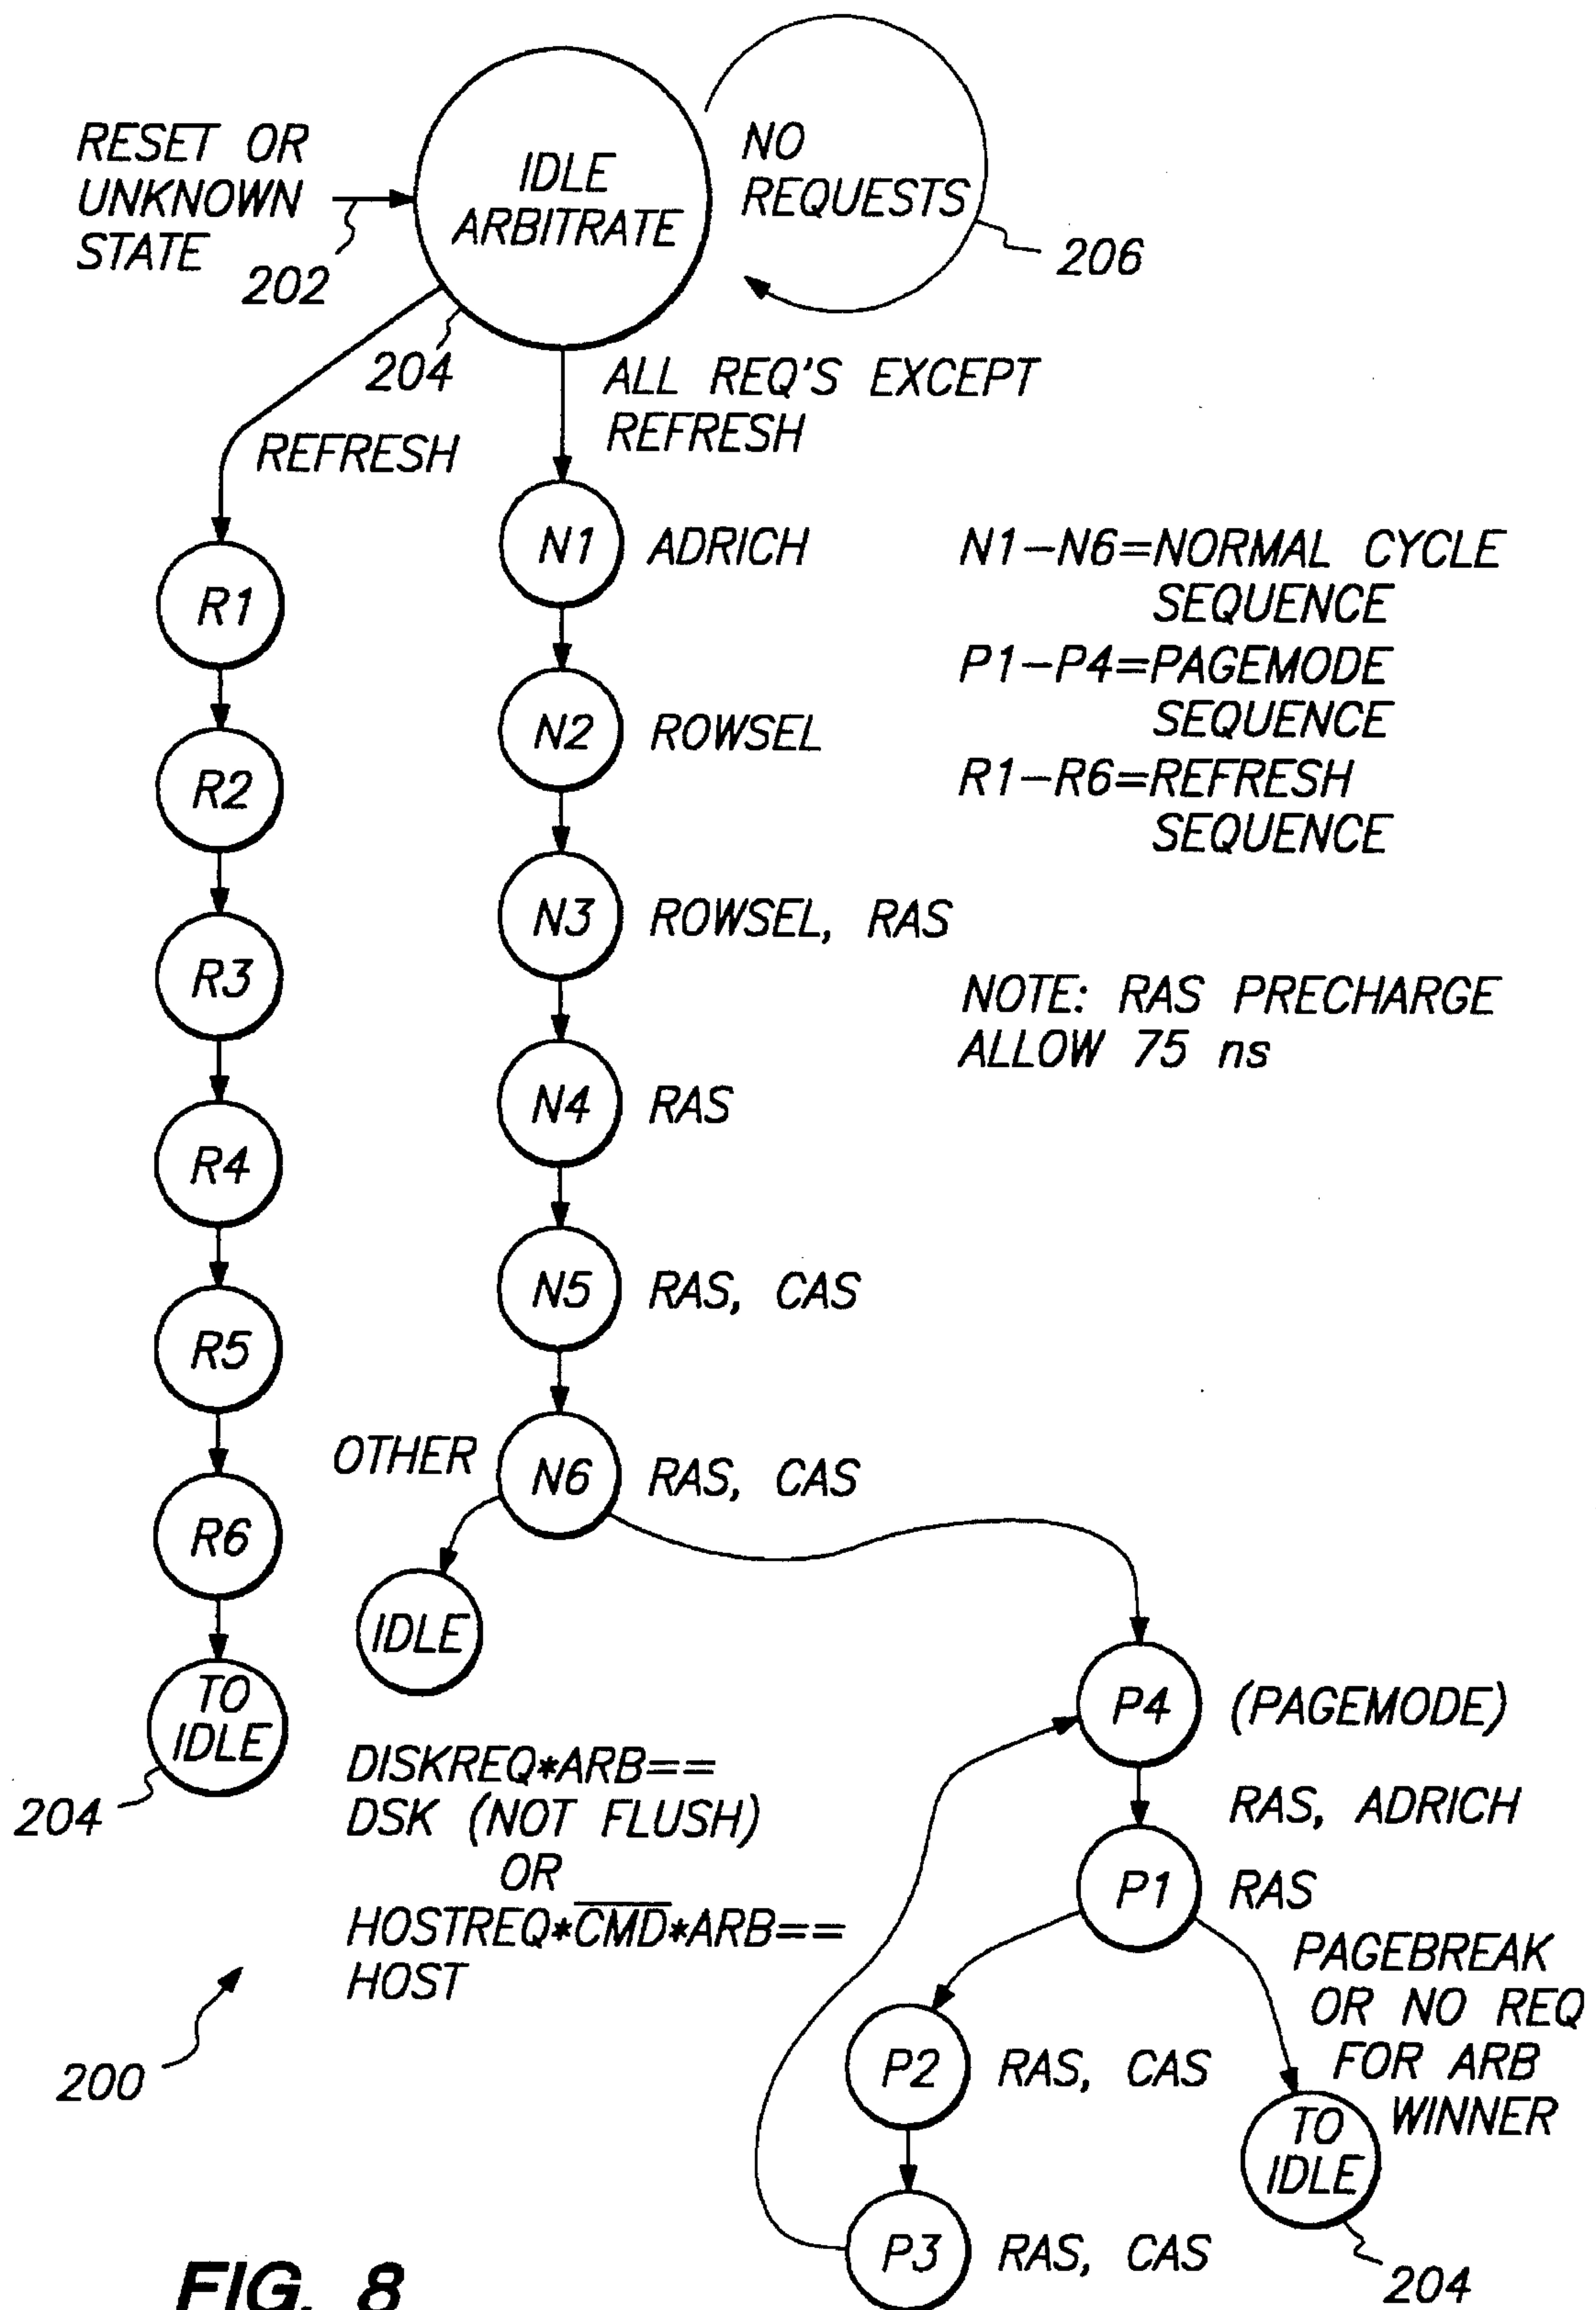 RESET OR
UNKNOWN
STATE
202
IDLE
ARBITRATE
NO
REQUESTS
206
204
ALL REQ'S EXCEPT
REFRESH
REFRESH
N1 ADRICH
N2 ROWSEL
N3 ROWSEL, RAS
N4 RAS
N5 RAS, CAS
OTHER
N6 RAS, CAS
IDLE
R1
R2
R3
R4
R5
R6
TO
IDLE
204
N1-N6=NORMAL CYCLE
SEQUENCE
P1-P4=PAGEMODE
SEQUENCE
R1-R6=REFRESH
SEQUENCE
NOTE: RAS PRECHARGE
ALLOW 75 ns
P4 (PAGEMODE)
RAS, ADRICH
P1 RAS
PAGEBREAK
OR NO REQ
FOR ARB
WINNER
P2 RAS, CAS
TO
IDLE
P3 RAS, CAS
204
DISKREQ*ARB==
DSK (NOT FLUSH)
OR
HOSTREQ*C̅M̅D̅*ARB==
HOST
200
FIG. 8